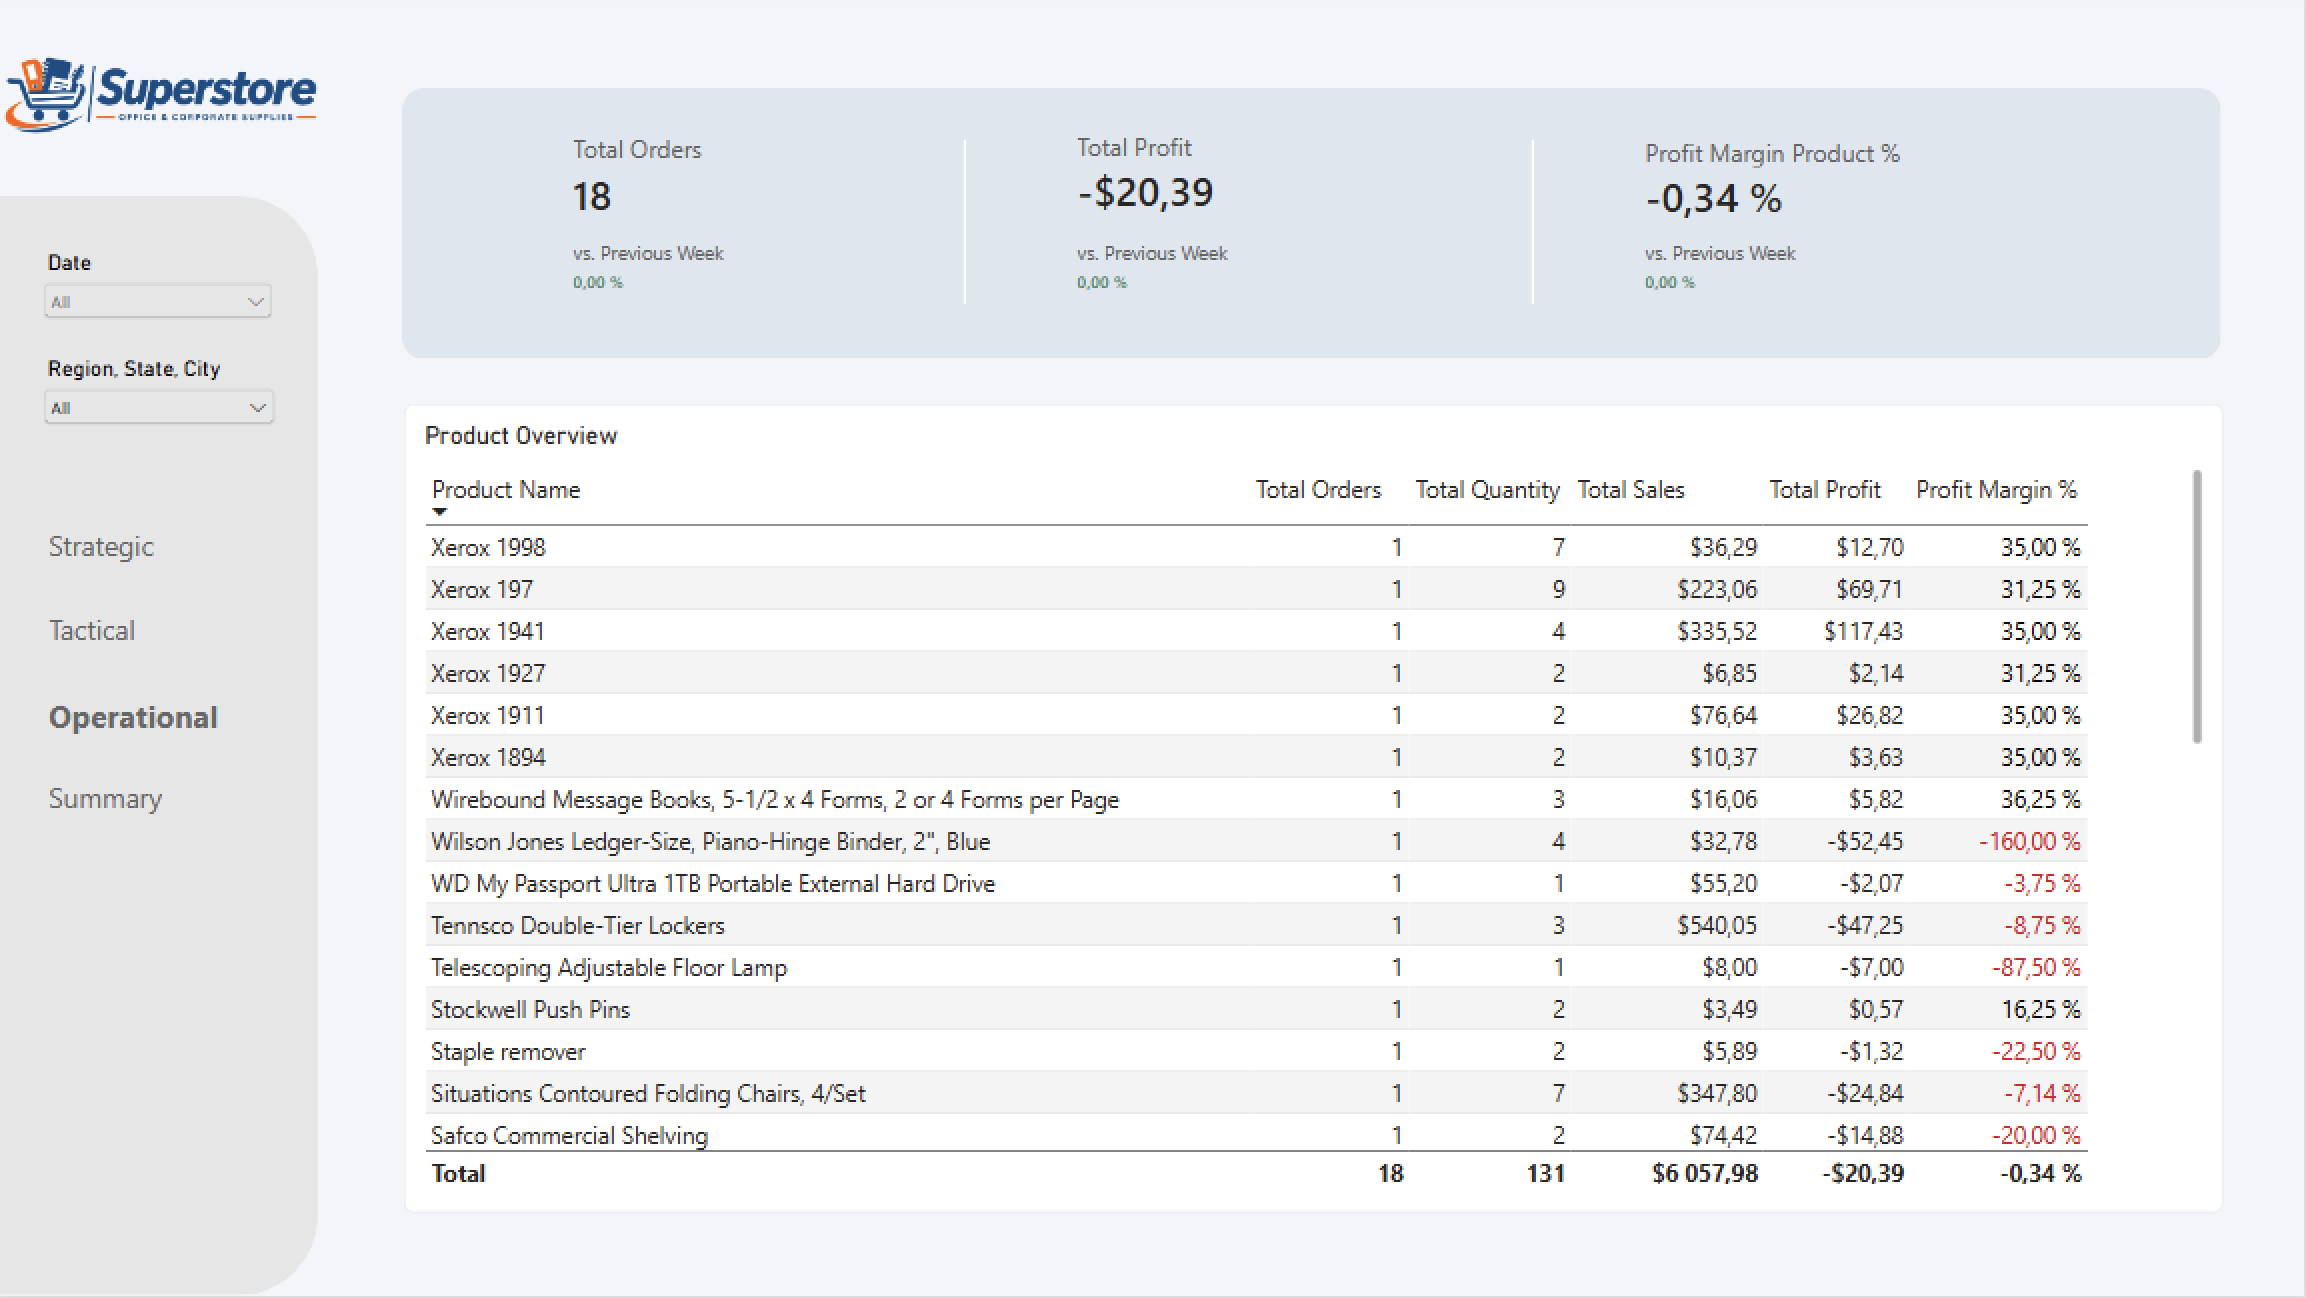 Superstore
OFFICE & CORPORATE SUPPLIES
Date
All
Region, State, City
All
Strategic
Tactical
Operational
Summary
Total Orders
18
vs. Previous Week
0,00 %
Total Profit
-$20,39
vs. Previous Week
0,00 %
Profit Margin Product %
-0,34 %
vs. Previous Week
0,00 %
Product Overview
Product Name Total Orders Total Quantity Total Sales Total Profit Profit Margin %
Xerox 1998 1 7 $36,29 $12,70 35,00 %
Xerox 197 1 9 $223,06 $69,71 31,25 %
Xerox 1941 1 4 $335,52 $117,43 35,00 %
Xerox 1927 1 2 $6,85 $2,14 31,25 %
Xerox 1911 1 2 $76,64 $26,82 35,00 %
Xerox 1894 1 2 $10,37 $3,63 35,00 %
Wirebound Message Books, 5-1/2 x 4 Forms, 2 or 4 Forms per Page 1 3 $16,06 $5,82 36,25 %
Wilson Jones Ledger-Size, Piano-Hinge Binder, 2", Blue 1 4 $32,78 -$52,45 -160,00 %
WD My Passport Ultra 1TB Portable External Hard Drive 1 1 $55,20 -$2,07 -3,75 %
Tennsco Double-Tier Lockers 1 3 $540,05 -$47,25 -8,75 %
Telescoping Adjustable Floor Lamp 1 1 $8,00 -$7,00 -87,50 %
Stockwell Push Pins 1 2 $3,49 $0,57 16,25 %
Staple remover 1 2 $5,89 -$1,32 -22,50 %
Situations Contoured Folding Chairs, 4/Set 1 7 $347,80 -$24,84 -7,14 %
Safco Commercial Shelving 1 2 $74,42 -$14,88 -20,00 %
Total 18 131 $6 057,98 -$20,39 -0,34 %